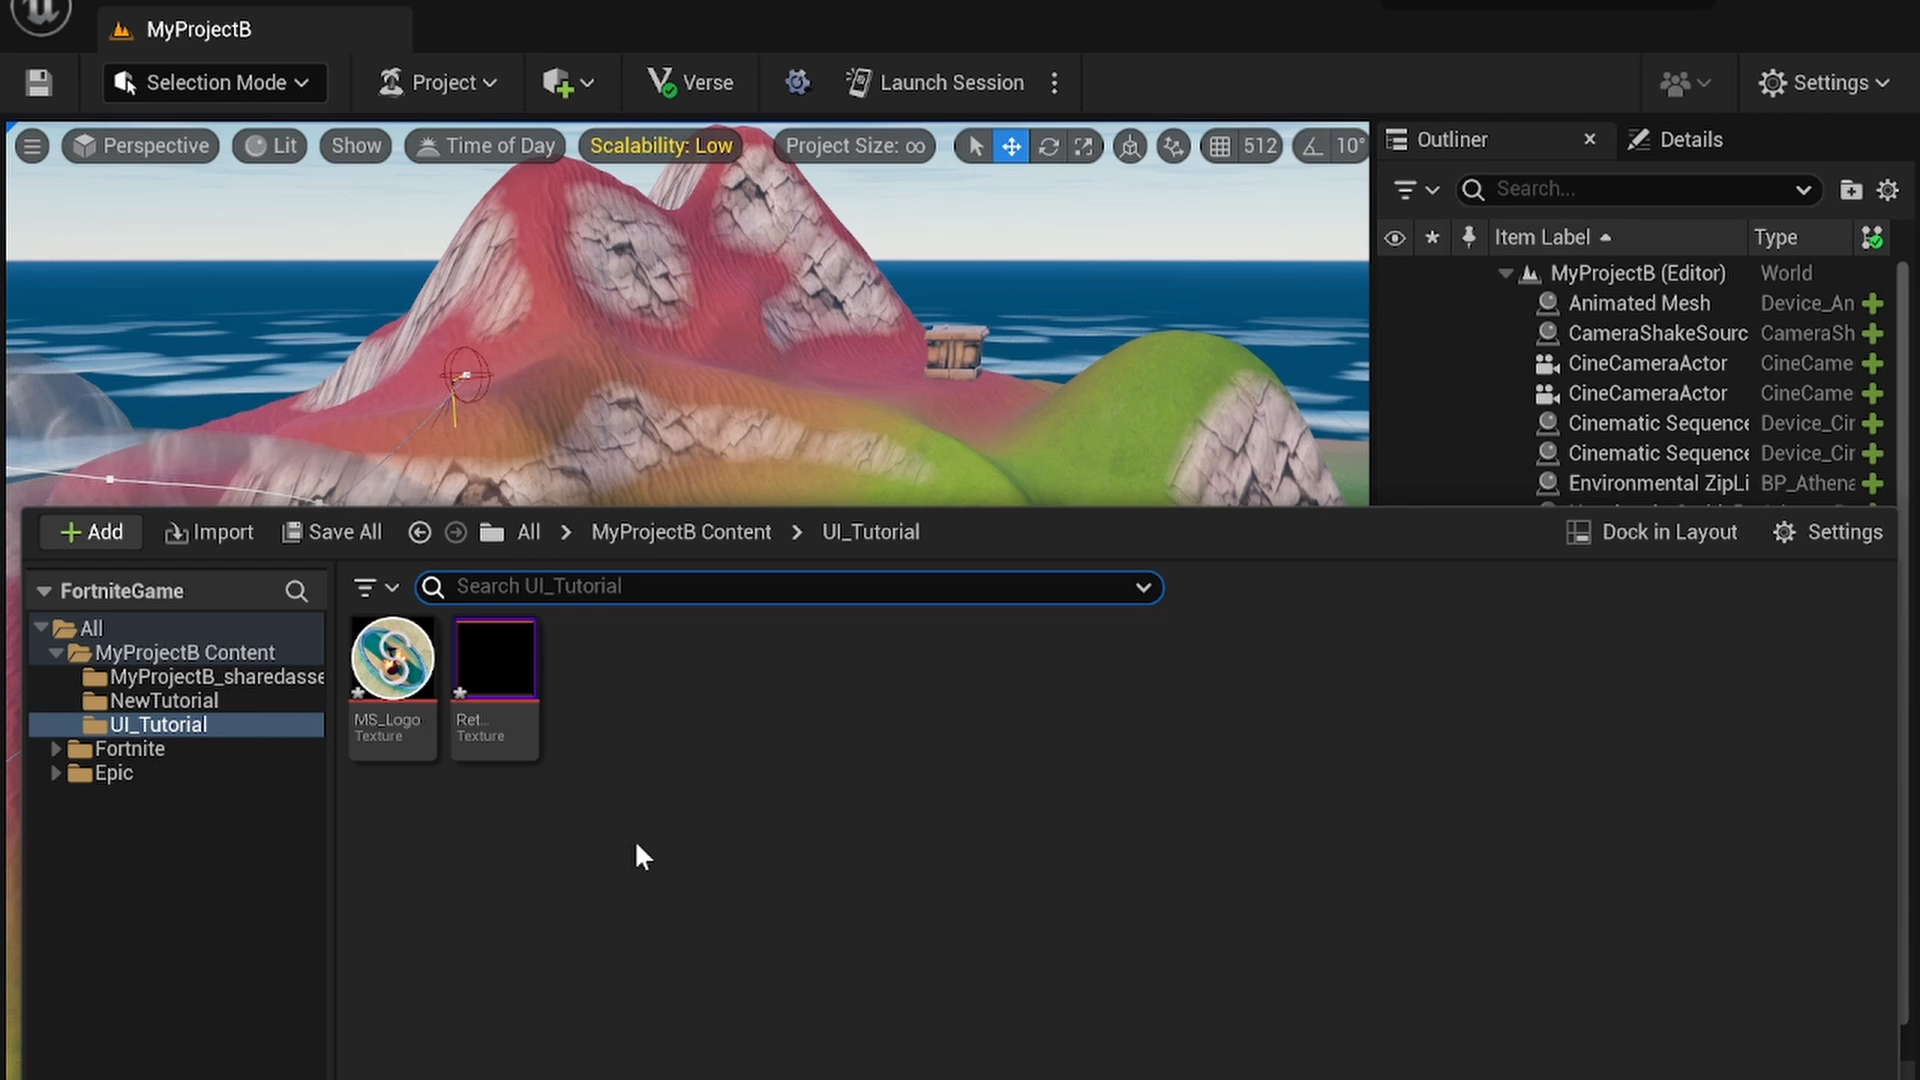 MyProjectB
Selection Mode
Project
Verse
Launch Session
Settings
Perspective
Lit
Show
Time of Day
Scalability: Low
Project Size: ∞
512
10°
Outliner
Details
Search...
Item Label
Type
MyProjectB (Editor) World
Animated Mesh Device_An
CameraShakeSourc CameraSh
CineCameraActor CineCame
CineCameraActor CineCame
Cinematic Sequence Device_Cir
Cinematic Sequence Device_Cir
Environmental ZipLi BP_Athena
Add
Import
Save All
All > MyProjectB Content > UI_Tutorial
Dock in Layout
Settings
FortniteGame
Search UI_Tutorial
All
MyProjectB Content
MyProjectB_sharedasse
NewTutorial
UI_Tutorial
Fortnite
Epic
MS_Logo
Texture
Ret...
Texture